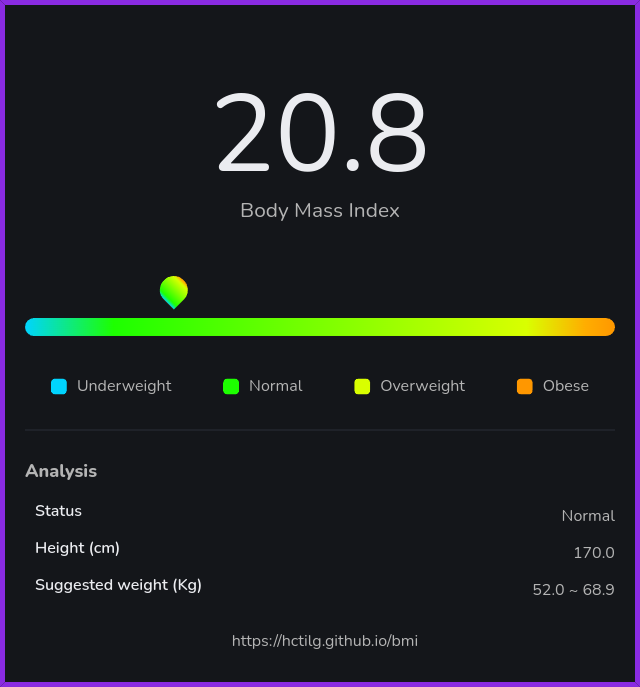 20.8
Body Mass Index
Underweight Normal Overweight Obese
Analysis
Status Normal
Height (cm) 170.0
Suggested weight (Kg) 52.0 ~ 68.9
https://hctilg.github.io/bmi